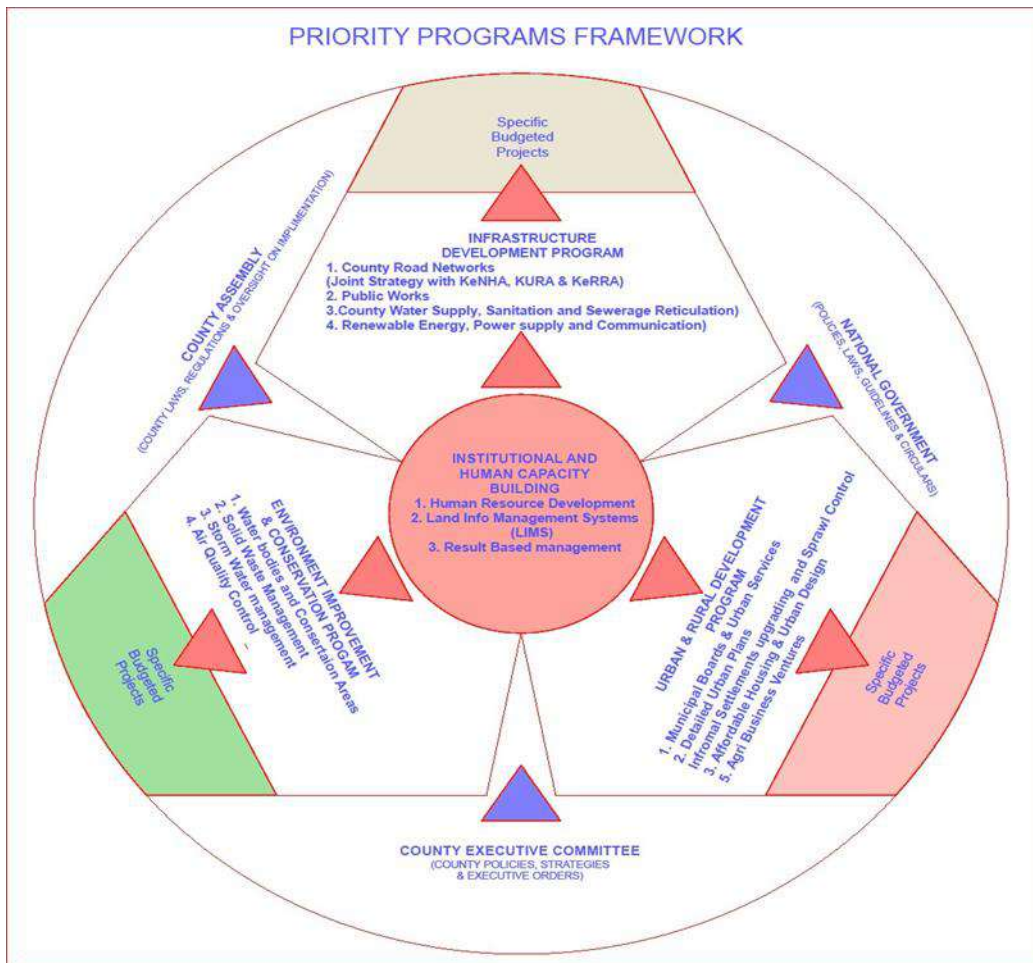 PRIORITY PROGRAMS FRAMEWORK
Specific
Budgeted
Projects
INFRASTRUCTURE
DEVELOPMENT PROGRAM
1. County Road Networks
(Joint Strategy with KeNHA, KURA & KeRRA)
2. Public Works
3.County Water Supply, Sanitation and Sewerage Reticulation)
4. Renewable Energy, Power supply and Communication)
COUNTY ASSEMBLY
(COUNTY LAWS, REGULATIONS & OVERSIGHT ON IMPLIMENTATION)
NATIONAL GOVERNMENT
(POLICIES, LAWS, GUIDELINES & CIRCULARS)
INSTITUTIONAL AND
HUMAN CAPACITY
BUILDING
1. Human Resource Development
2. Land Info Management Systems
(LIMS)
3. Result Based management
ENVIRONMENT IMPROVEMENT
& CONSERVATION PROGAM
1. Water bodies and Consertaion Areas
2. Solid Waste Management
3. Storm Water management
4. Air Quality Control
Specific
Budgeted
Projects
URBAN & RURAL DEVELOPMENT
PROGRAM
1. Municipal Boards & Urban Services
2. Detailed Urban Plans
Infromal Settlements upgrading and Sprawi Control
3. Affordable Housing & Urban Design
5. Agri Business Ventures
Specific
Budgeted
Projects
COUNTY EXECUTIVE COMMITTEE
(COUNTY POLICIES, STRATEGIES
& EXECUTIVE ORDERS)